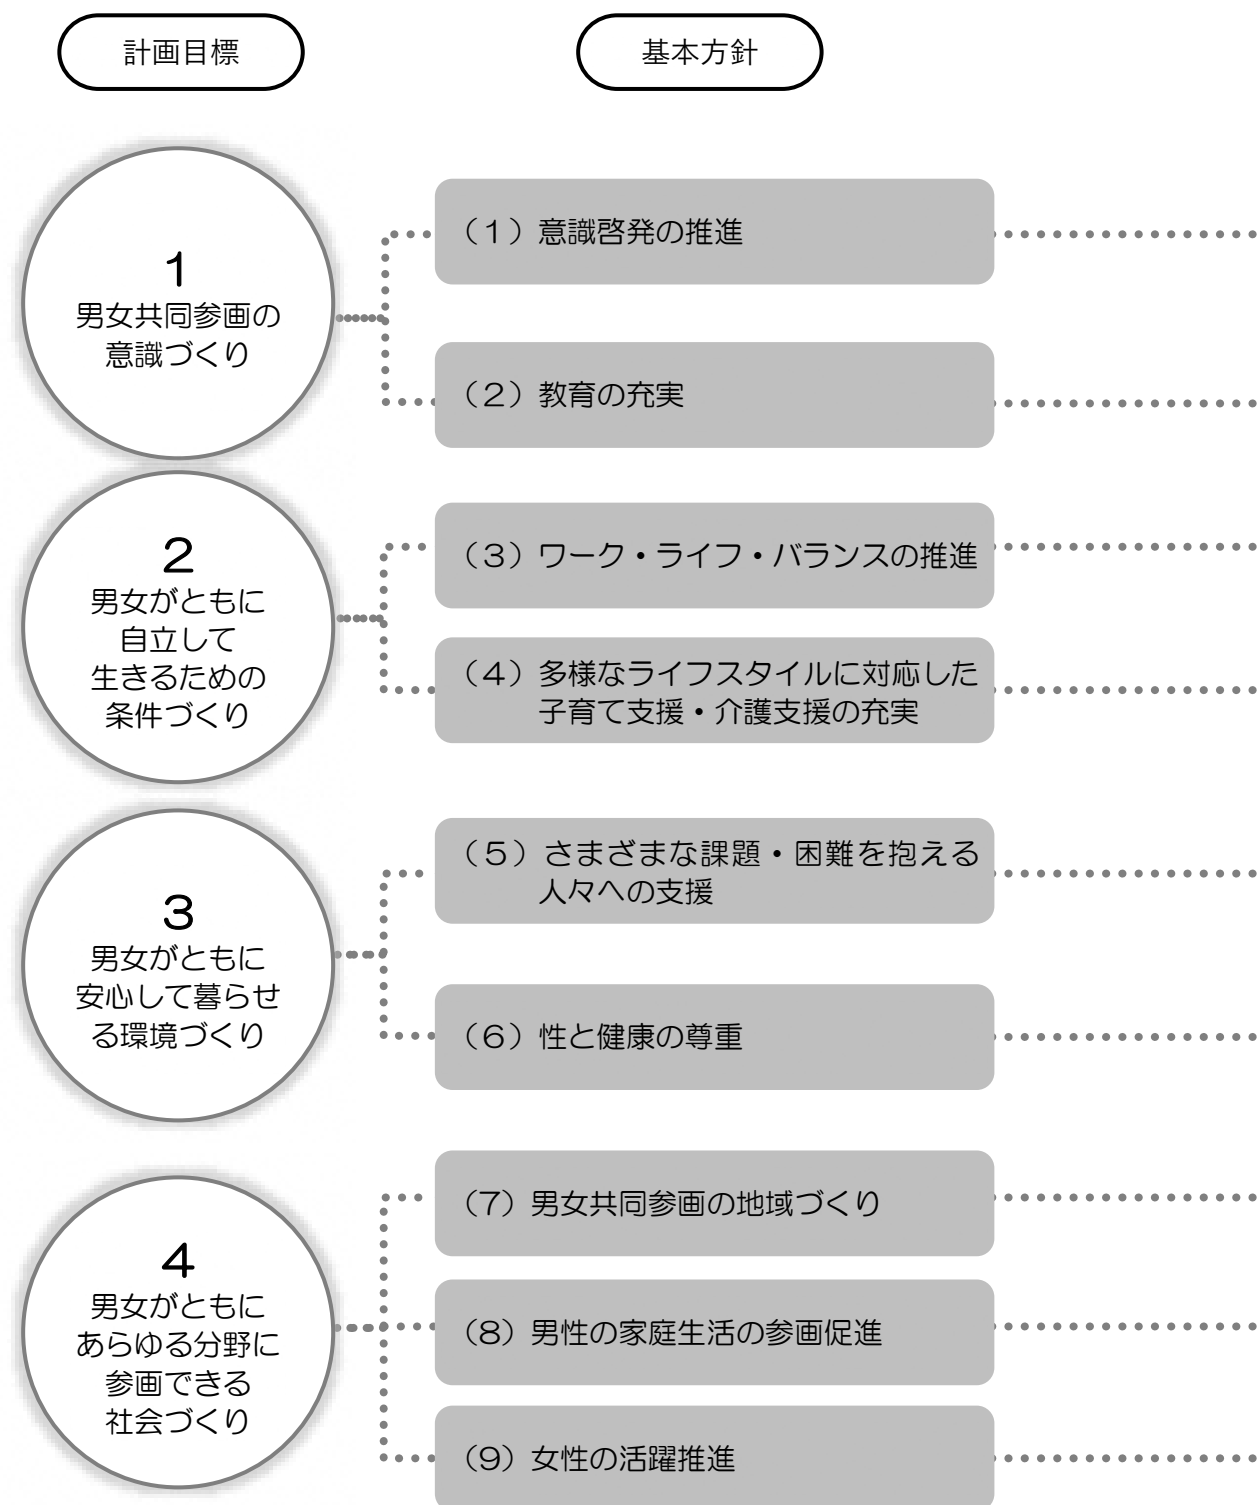 計画目標
基本方針
1
男女共同参画の
意識づくり
（1）意識啓発の推進
（2）教育の充実
2
男女がともに
自立して
生きるための
条件づくり
（3）ワーク・ライフ・バランスの推進
（4）多様なライフスタイルに対応した
子育て支援・介護支援の充実
3
男女がともに
安心して暮らせ
る環境づくり
（5）さまざまな課題・困難を抱える
人々への支援
（6）性と健康の尊重
4
男女がともに
あらゆる分野に
参画できる
社会づくり
（7）男女共同参画の地域づくり
（8）男性の家庭生活の参画促進
（9）女性の活躍推進